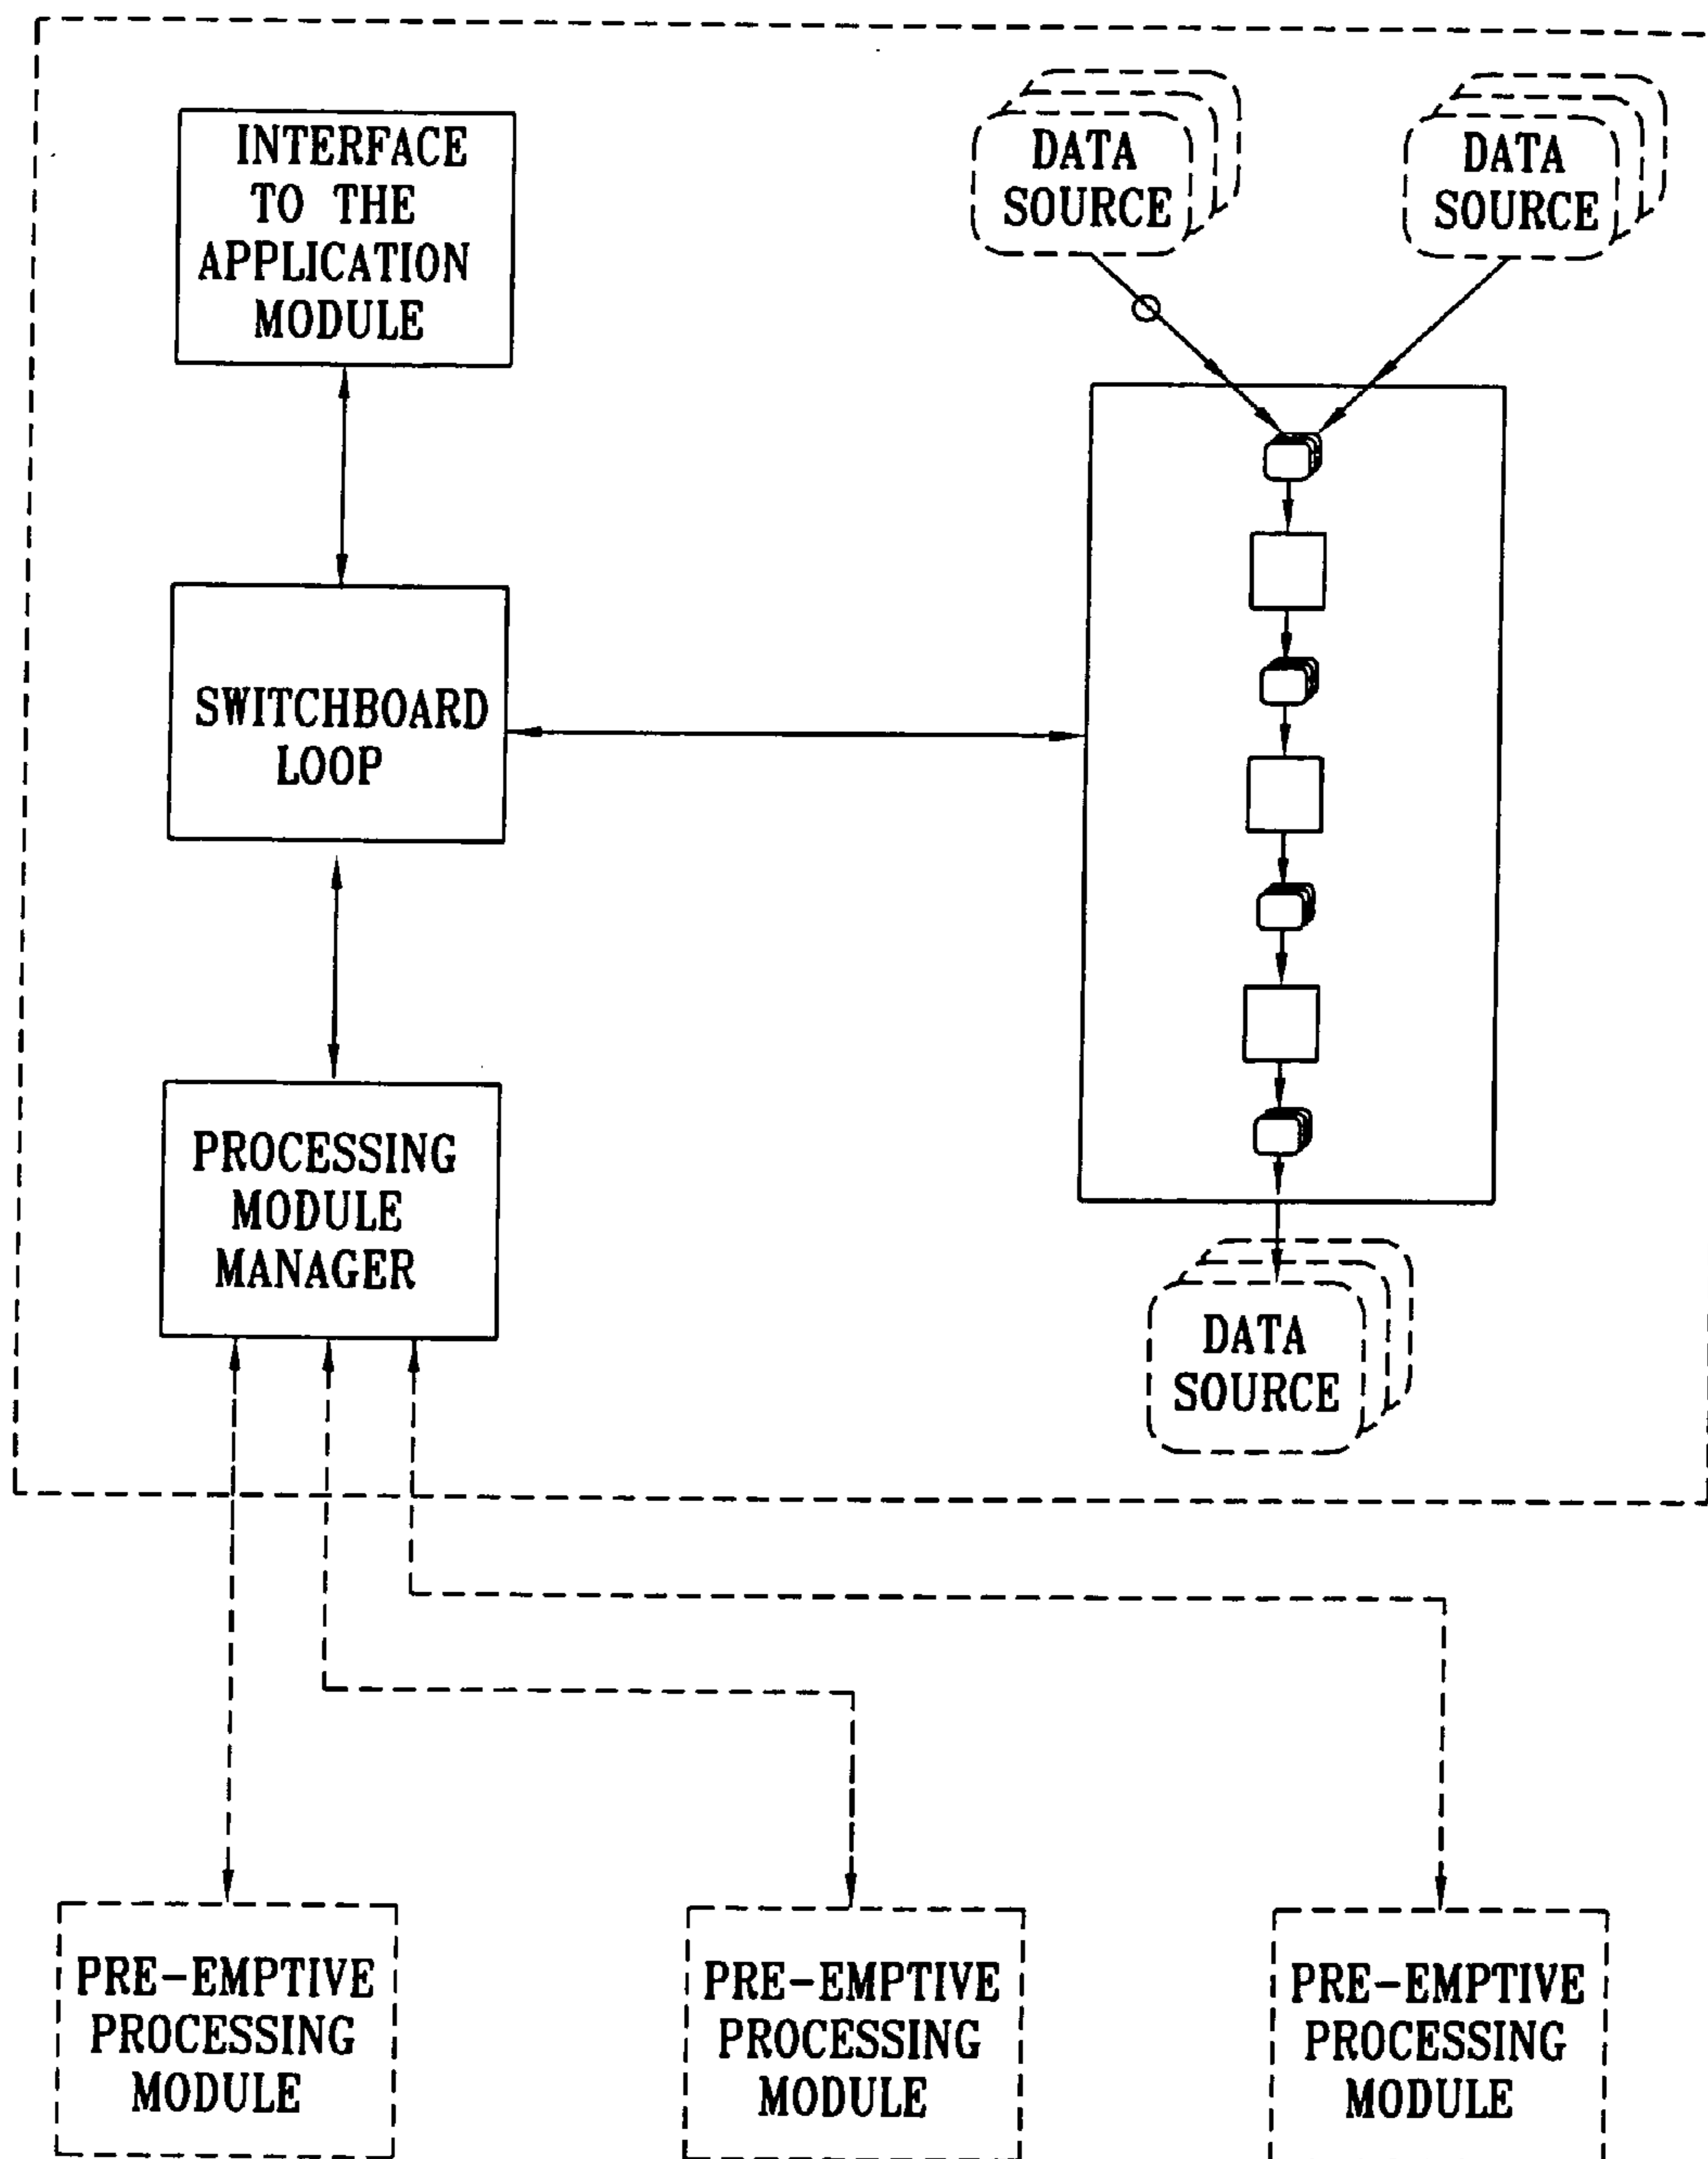 INTERFACE
TO THE
APPLICATION
MODULE
DATA
SOURCE
DATA
SOURCE
SWITCHBOARD
LOOP
PROCESSING
MODULE
MANAGER
DATA
SOURCE
PRE-EMPTIVE
PROCESSING
MODULE
PRE-EMPTIVE
PROCESSING
MODULE
PRE-EMPTIVE
PROCESSING
MODULE